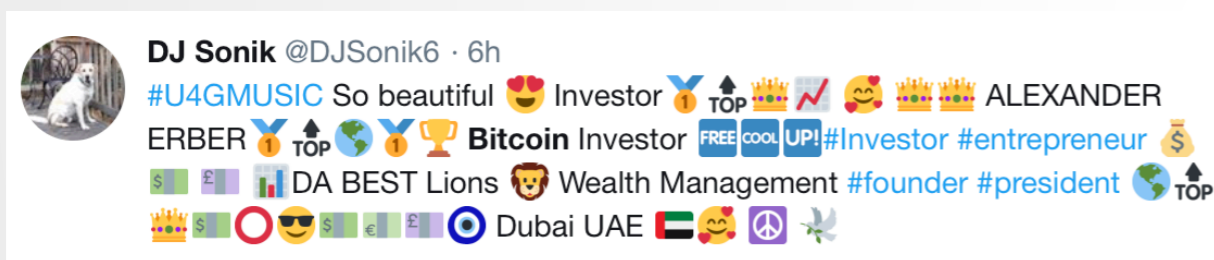 DJ Sonik @DJSonik6 · 6h
#U4GMUSIC So beautiful 😍 Investor🥇🔝👑📈 🥰 👑👑 ALEXANDER
ERBER🥇🔝🌎🥇🏆 Bitcoin Investor 🆓🆒🆙#Investor #entrepreneur 💰
💵 💷 📊DA BEST Lions 🦁 Wealth Management #founder #president 🌎🔝
👑💵⭕😎💵💶💷🧿 Dubai UAE 🇦🇪🥰 ☮️ 🕊️